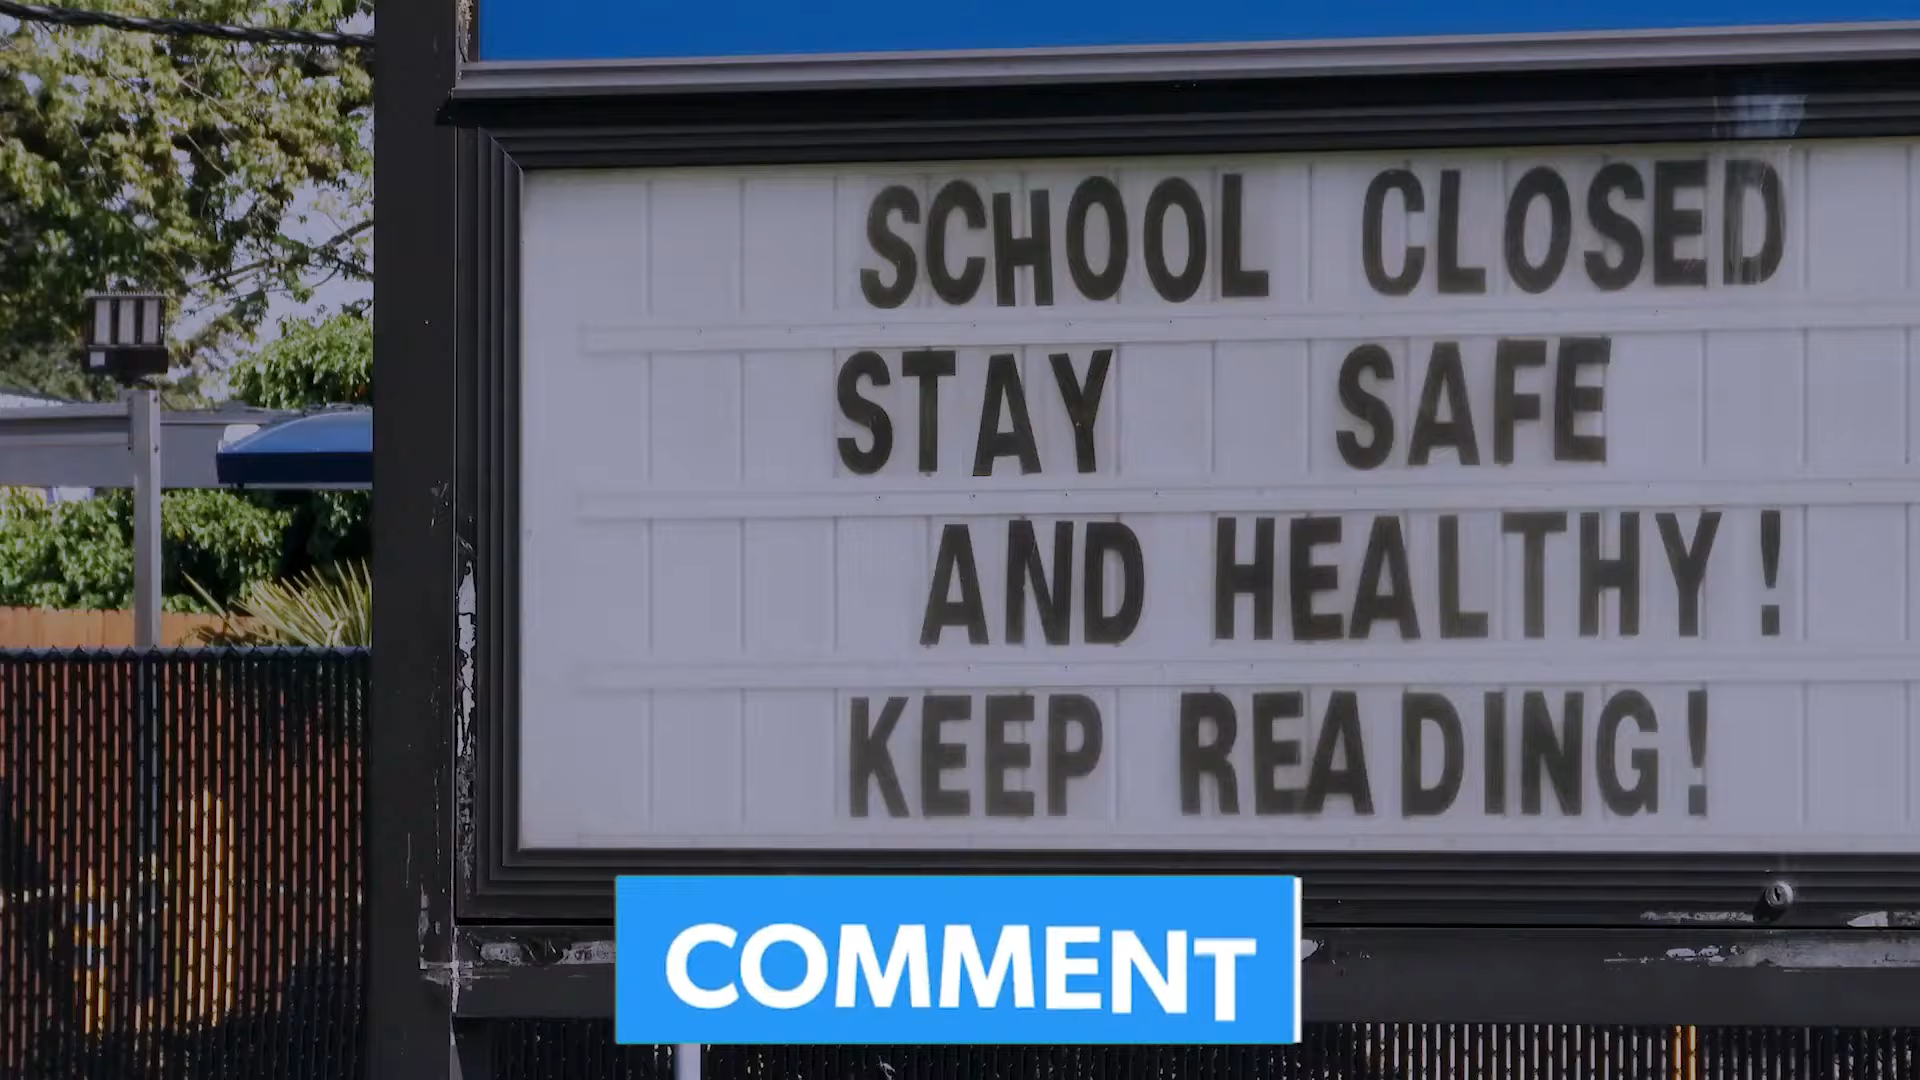 SCHOOL CLOSED
STAY SAFE
AND HEALTHY!
KEEP READING!
COMMENT